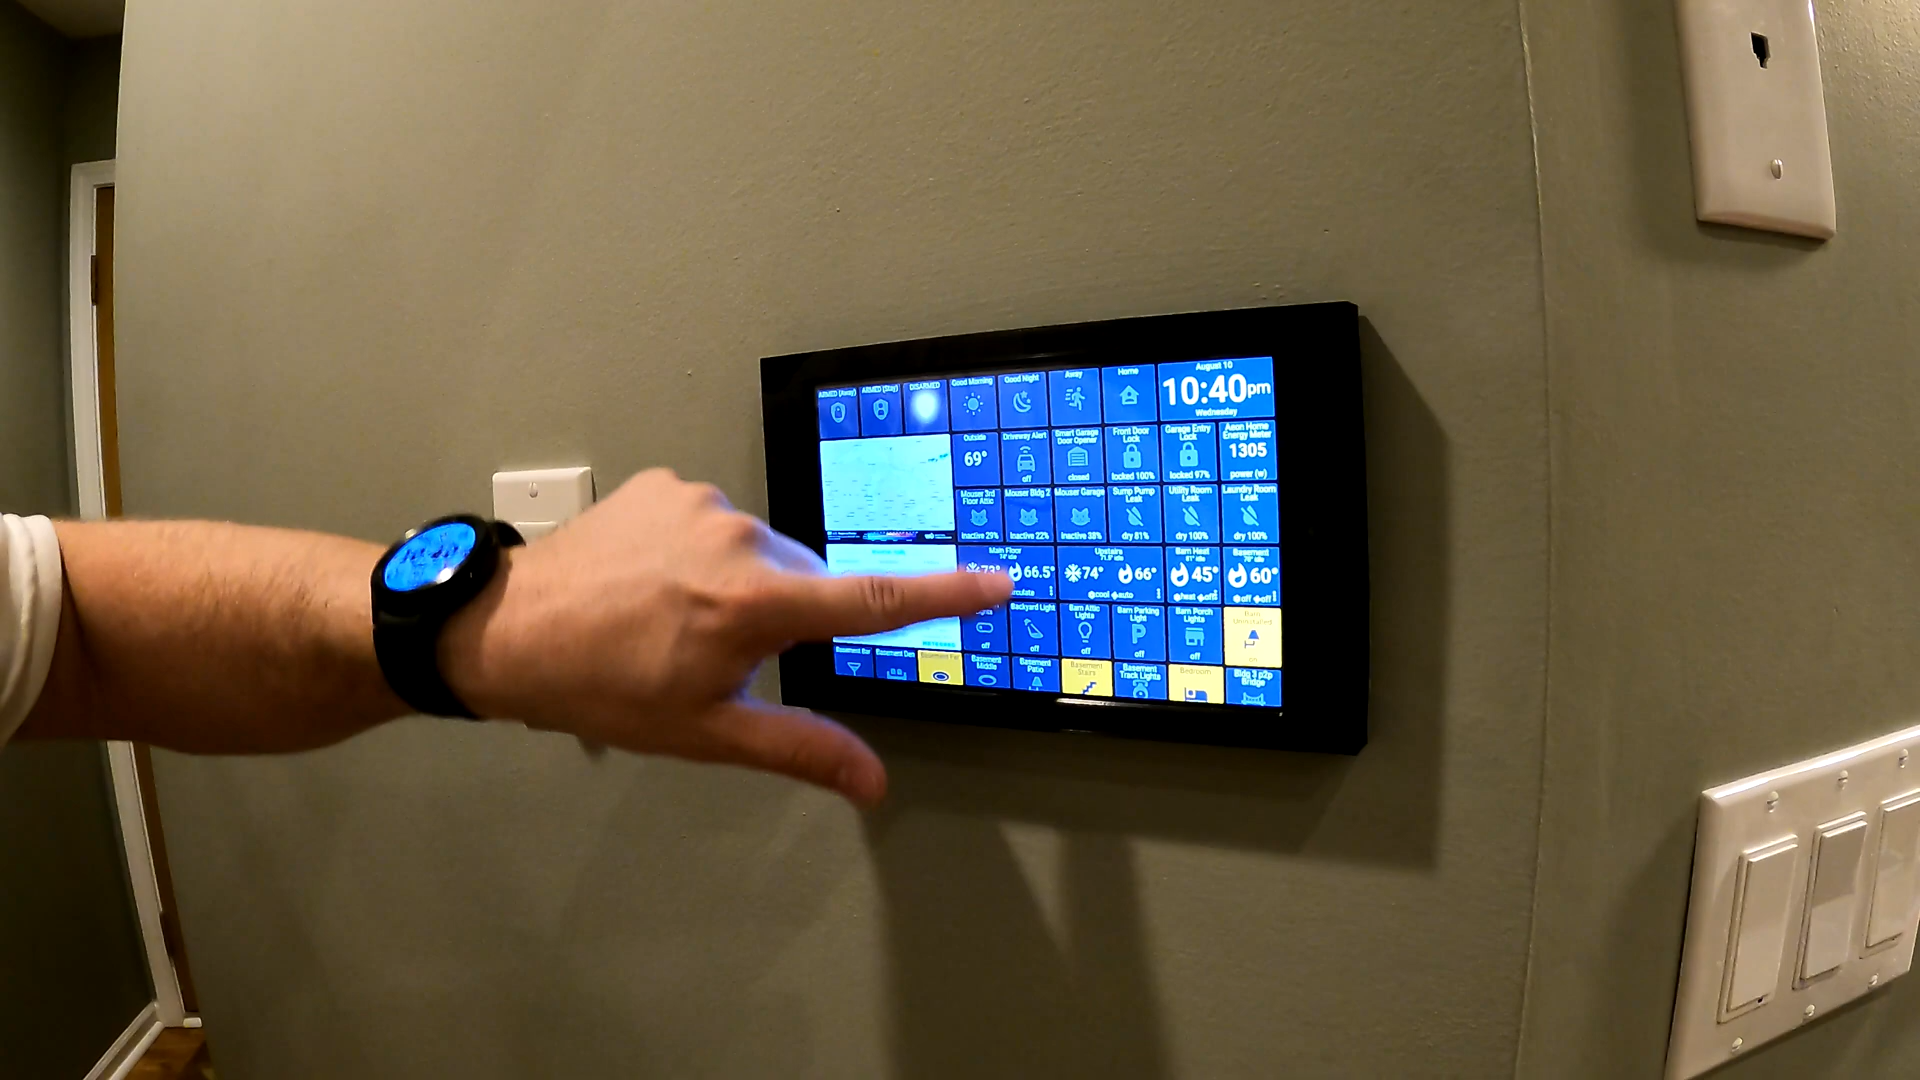 ARMED (Away)
ARMED (Stay)
DISARMED
Good Morning
Good Night
Away
Home
August 10
10:40pm
Wednesday
Outside
69°
Driveway Alert
off
Smart Garage
Door Opener
closed
Front Door
Lock
locked 100%
Garage Entry
Lock
locked 97%
Aeon Home
Energy Meter
1305
power (w)
Mouser 3rd
Floor Attic
inactive 29%
Mouser Bldg 2
inactive 22%
Mouser Garage
inactive 38%
Sump Pump
Leak
dry 81%
Utility Room
Leak
dry 100%
Laundry Room
Leak
dry 100%
Main Floor
74° idle
73°
66.5°
Upstairs
74°
66°
cool auto
Barn Heat
45°
heat off
Basement
60°
off off
off
Backyard Light
off
Barn Attic
Lights
off
Barn Parking
Light
P
off
Barn Porch
Lights
off
on
Basement Bar
Basement Den
Basement
Middle
Basement
Patio
Basement
Stairs
Basement
Track Lights
Bedroom
Bldg 3 p2p
Bridge